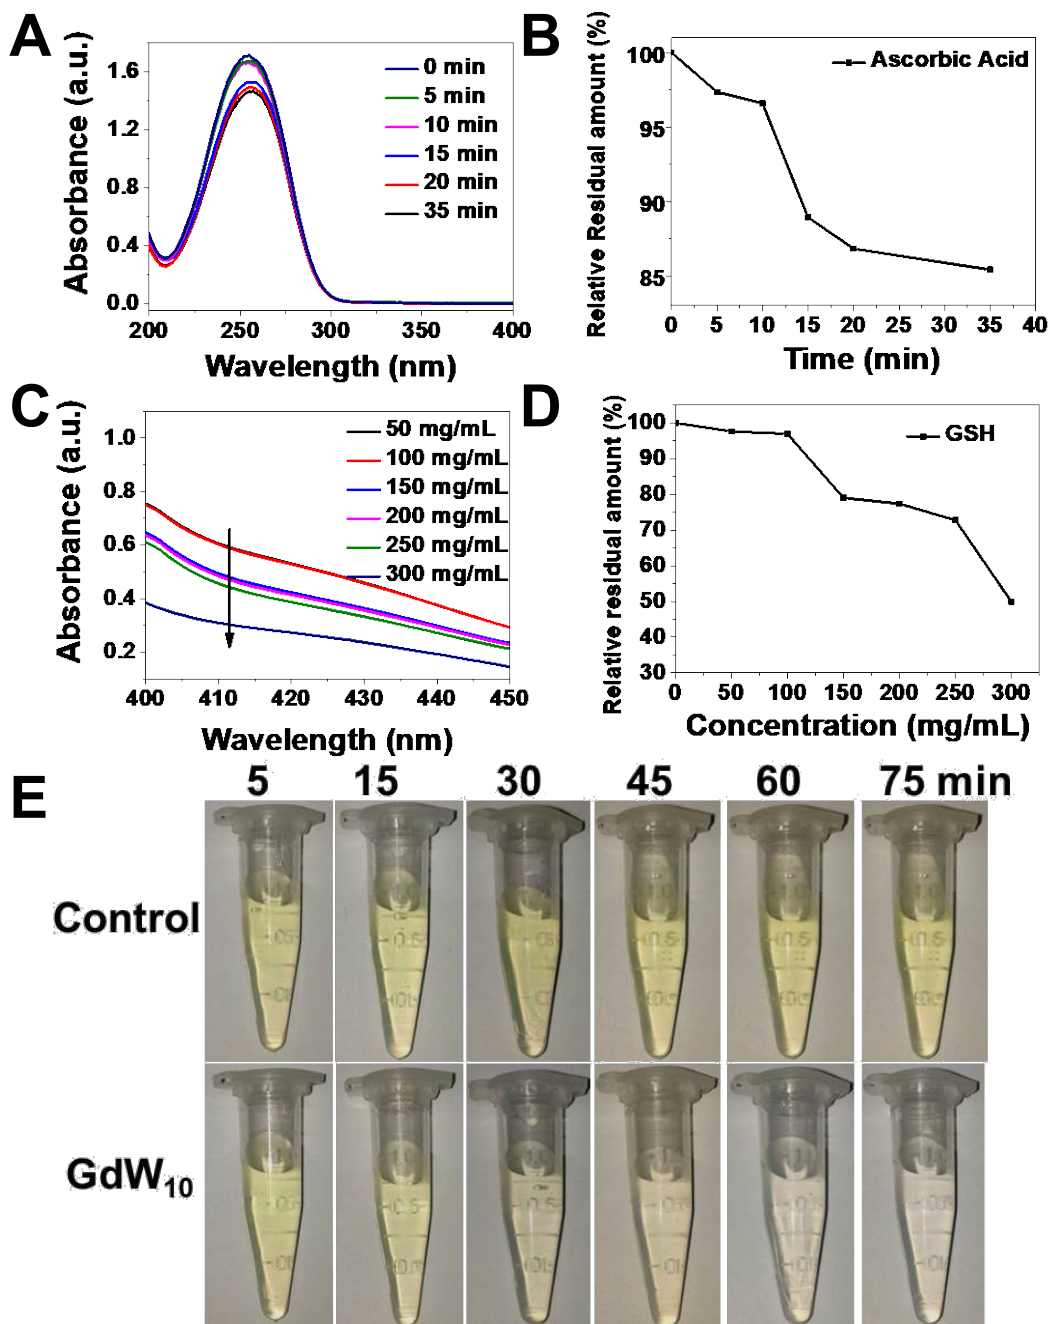 A
Absorbance (a.u.)
1.6
1.2
0.8
0.4
0.0
0 min
5 min
10 min
15 min
20 min
35 min
200 250 300 350 400
Wavelength (nm)
B
Relative Residual amount (%)
100
95
90
85
Ascorbic Acid
0 5 10 15 20 25 30 35 40
Time (min)
C
Absorbance (a.u.)
1.0
0.8
0.6
0.4
0.2
50 mg/mL
100 mg/mL
150 mg/mL
200 mg/mL
250 mg/mL
300 mg/mL
400 410 420 430 440 450
Wavelength (nm)
D
Relative residual amount (%)
100
90
80
70
60
50
40
30
GSH
0 50 100 150 200 250 300
Concentration (mg/mL)
E
5 15 30 45 60 75 min
Control
GdW₁₀